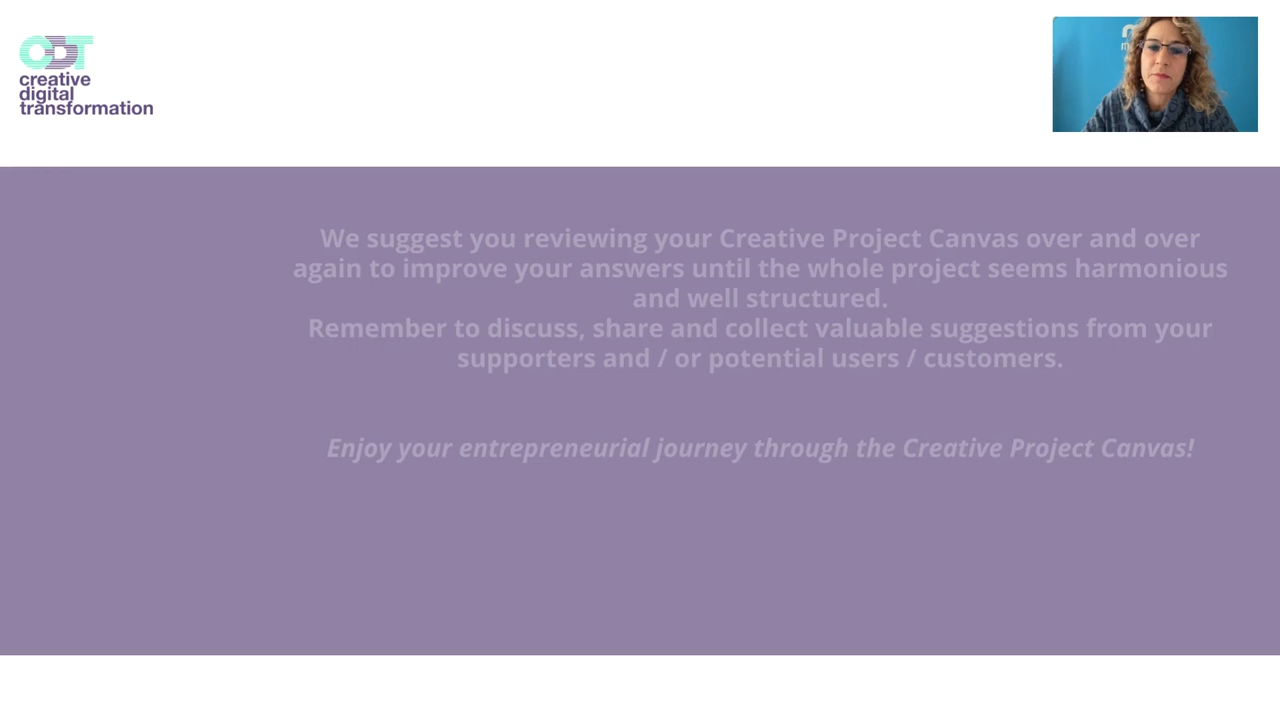 CDT
creative
digital
transformation
We suggest you reviewing your Creative Project Canvas over and over
again to improve your answers until the whole project seems harmonious
and well structured.
Remember to discuss, share and collect valuable suggestions from your
supporters and / or potential users / customers.
Enjoy your entrepreneurial journey through the Creative Project Canvas!